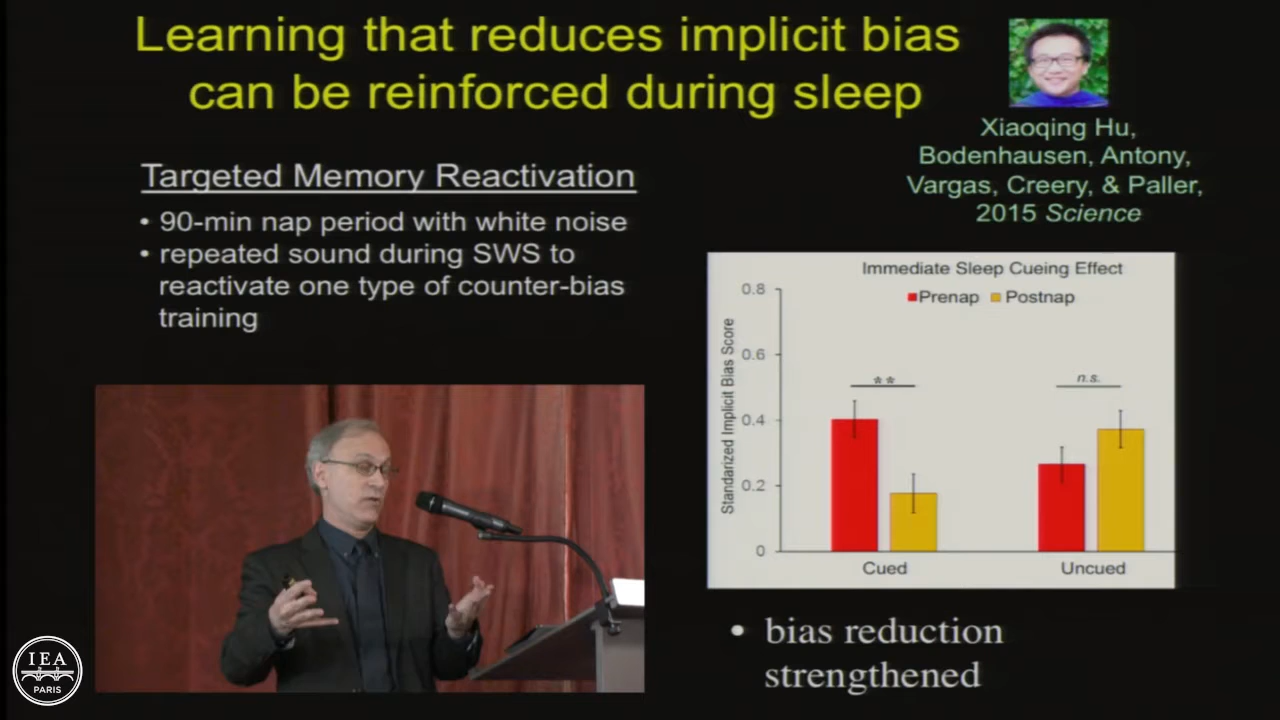 Learning that reduces implicit bias
can be reinforced during sleep
Xiaoqing Hu,
Bodenhausen, Antony,
Vargas, Creery, & Paller,
2015 Science
Targeted Memory Reactivation
• 90-min nap period with white noise
• repeated sound during SWS to
reactivate one type of counter-bias
training
Immediate Sleep Cueing Effect
Prenap Postnap
Standarized Implicit Bias Score
0.8
0.6
0.4
0.2
0
**
n.s.
Cued Uncued
• bias reduction
strengthened
IEA
PARIS